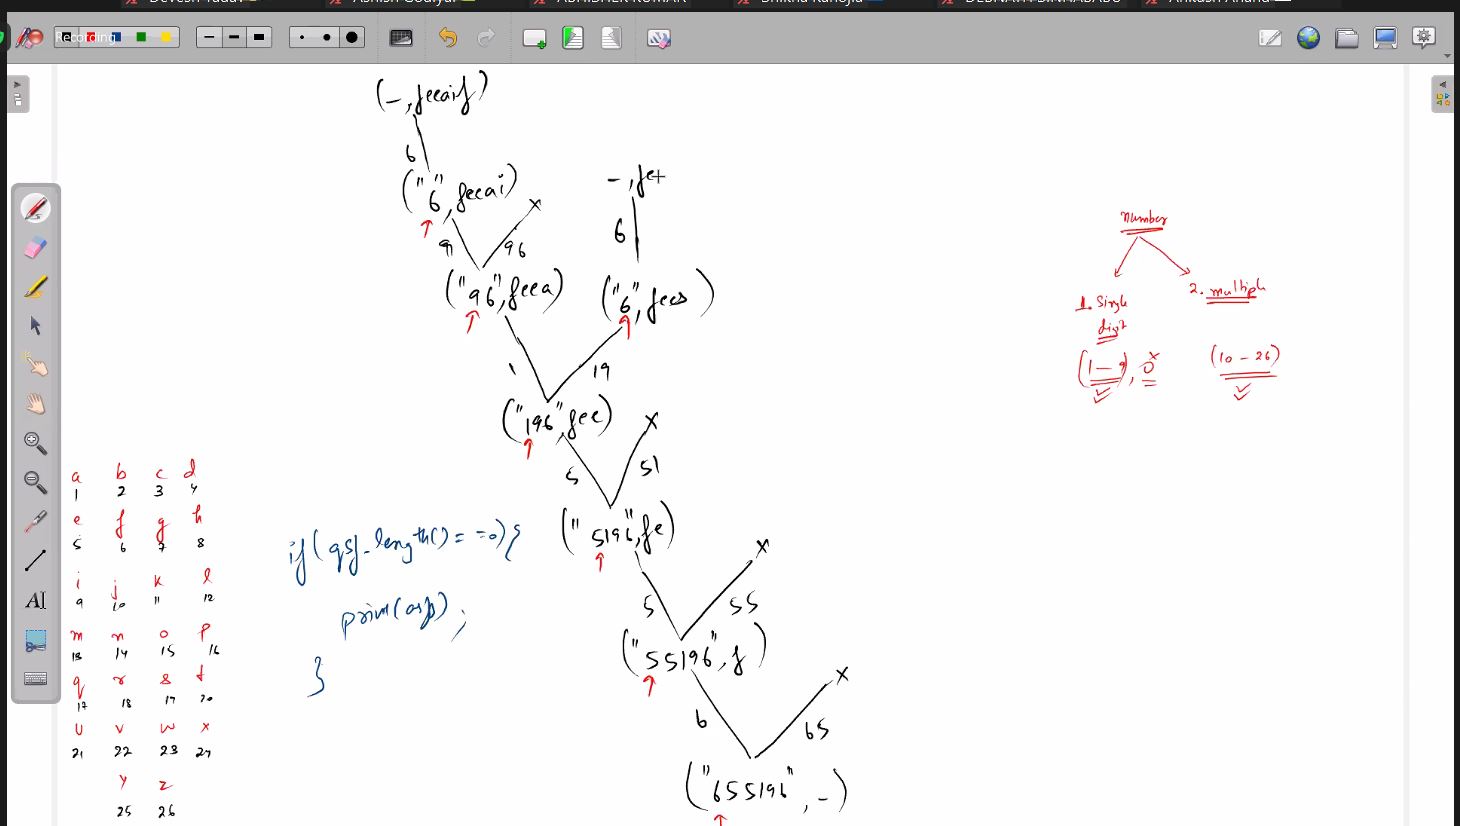 Recording
(-, feeaif)
6
("6", feeai)
x
9
96
("96", feea)
1
19
-, fe
6
("6", fees)
("196", fee)
x
5
51
("5196", fe)
x
5
55
("55196", f)
x
6
65
("655196", -)
number
1. Single
digit
2. multiple
(1-9), 0 x
(10-26)
a b c d
1 2 3 4
e f g h
5 6 7 8
i j k l
9 10 11 12
m n o p
13 14 15 16
q r s t
17 18 19 20
u v w x
21 22 23 24
y z
25 26
if(qsf.length()==0){
print(asf);
}
AI